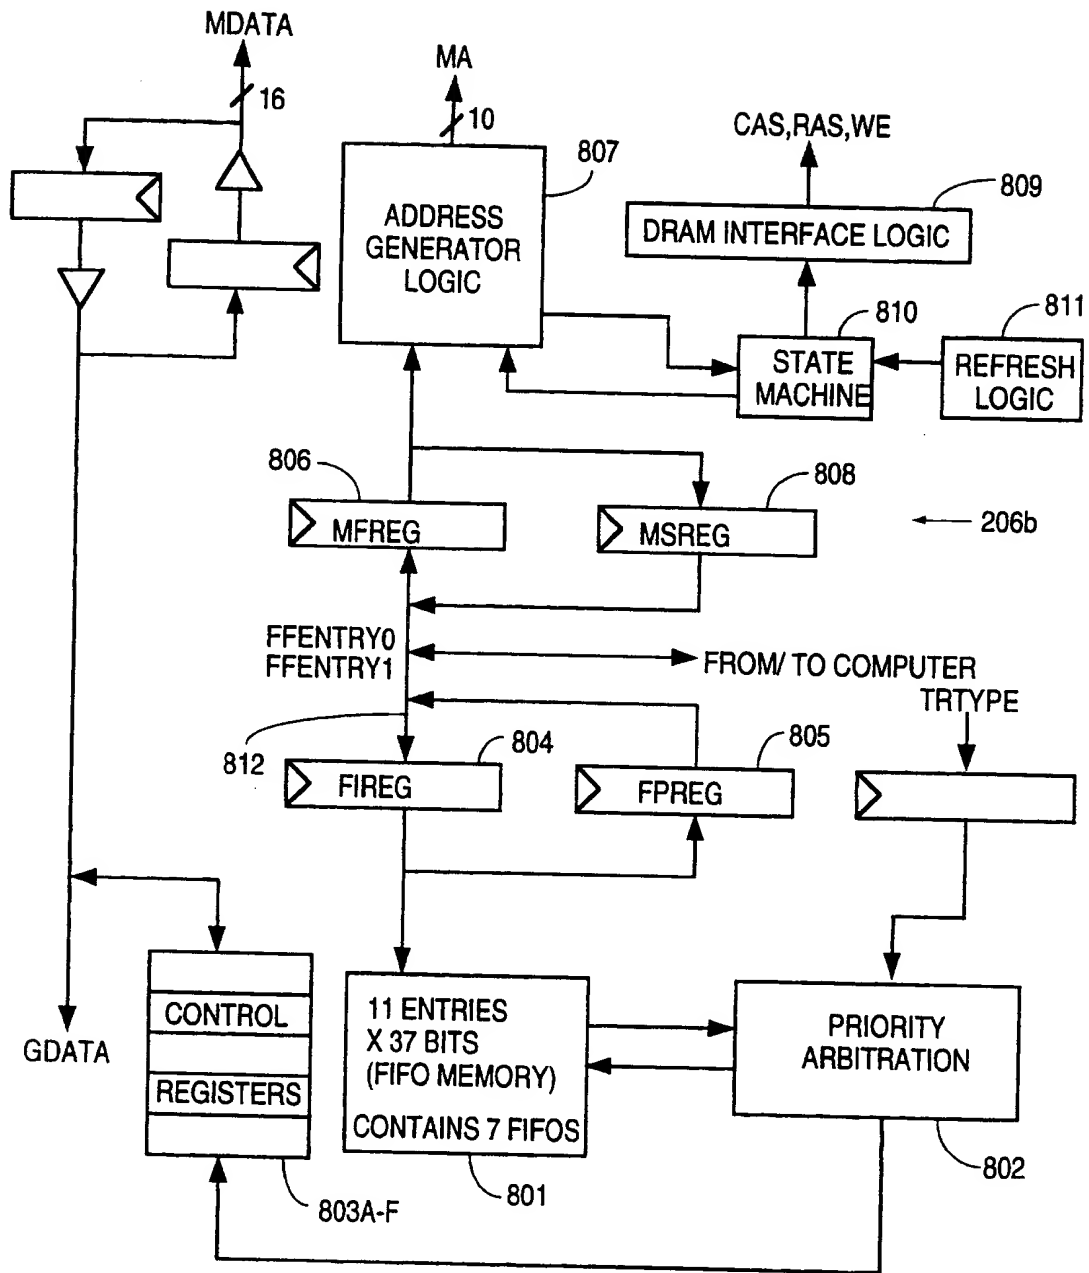 MDATA
16
MA
10
CAS,RAS,WE
807
809
ADDRESS
GENERATOR
LOGIC
DRAM INTERFACE LOGIC
810
811
STATE
MACHINE
REFRESH
LOGIC
806
808
MFREG
MSREG
206b
FFENTRY0
FFENTRY1
FROM/ TO COMPUTER
TRTYPE
812
804
805
FIREG
FPREG
GDATA
CONTROL
REGISTERS
803A-F
11 ENTRIES
X 37 BITS
(FIFO MEMORY)
CONTAINS 7 FIFOS
801
PRIORITY
ARBITRATION
802